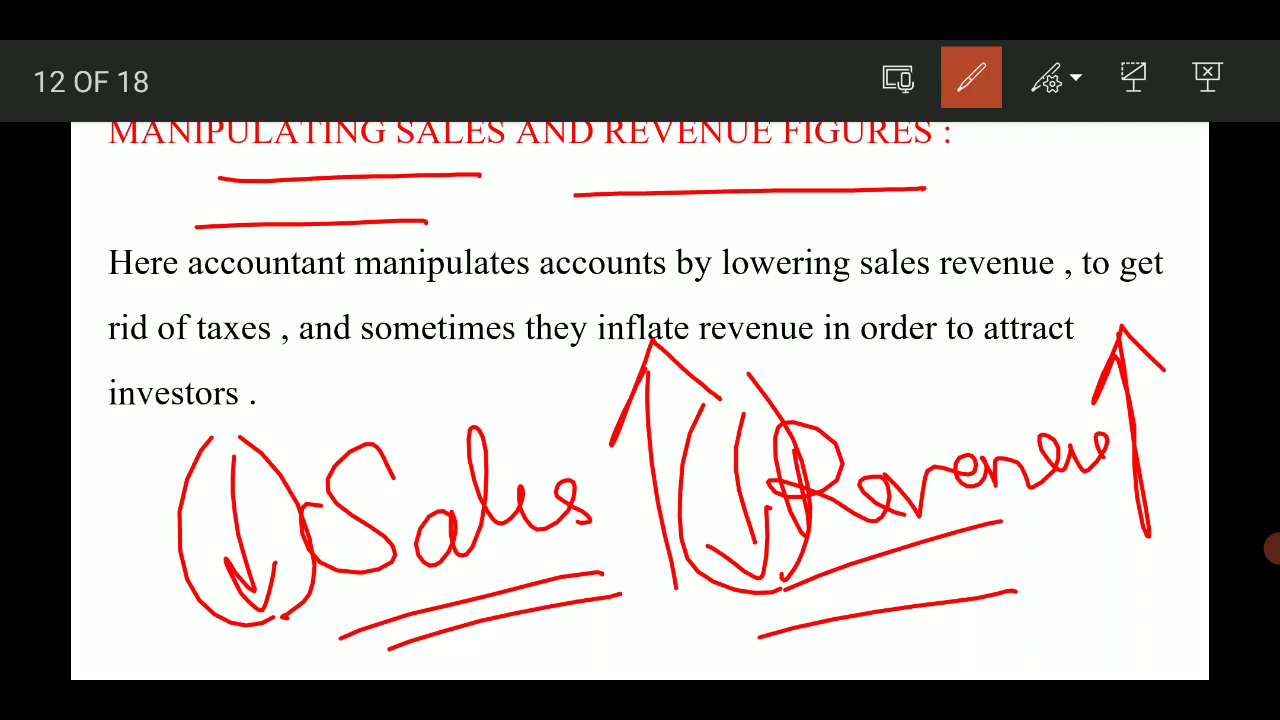 12 OF 18
MANIPULATING SALES AND REVENUE FIGURES :
Here accountant manipulates accounts by lowering sales revenue , to get
rid of taxes , and sometimes they inflate revenue in order to attract
investors .
Sales Revenue